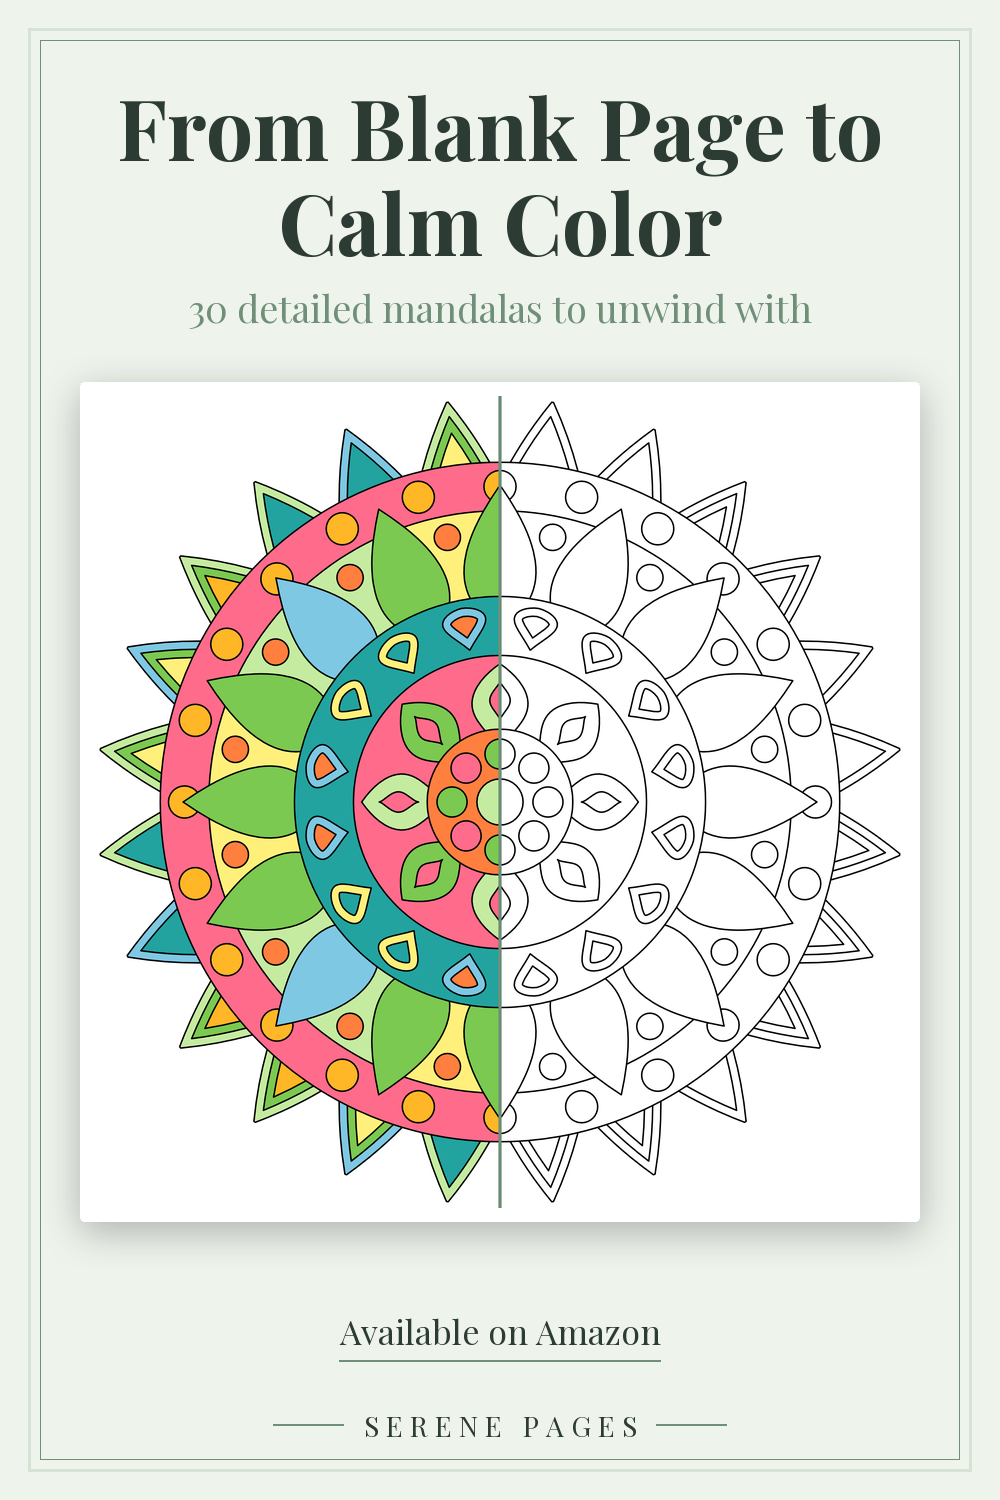 From Blank Page to
Calm Color
30 detailed mandalas to unwind with
Available on Amazon
SERENE PAGES